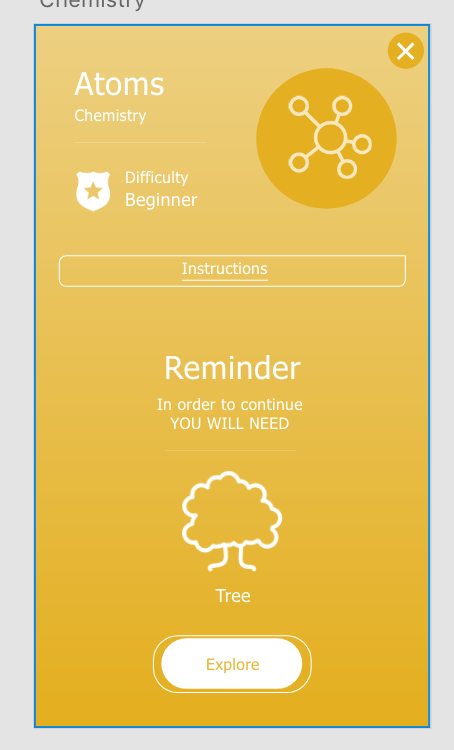 Chemistry
Atoms
Chemistry
Difficulty
Beginner
Instructions
Reminder
In order to continue
YOU WILL NEED
Tree
Explore